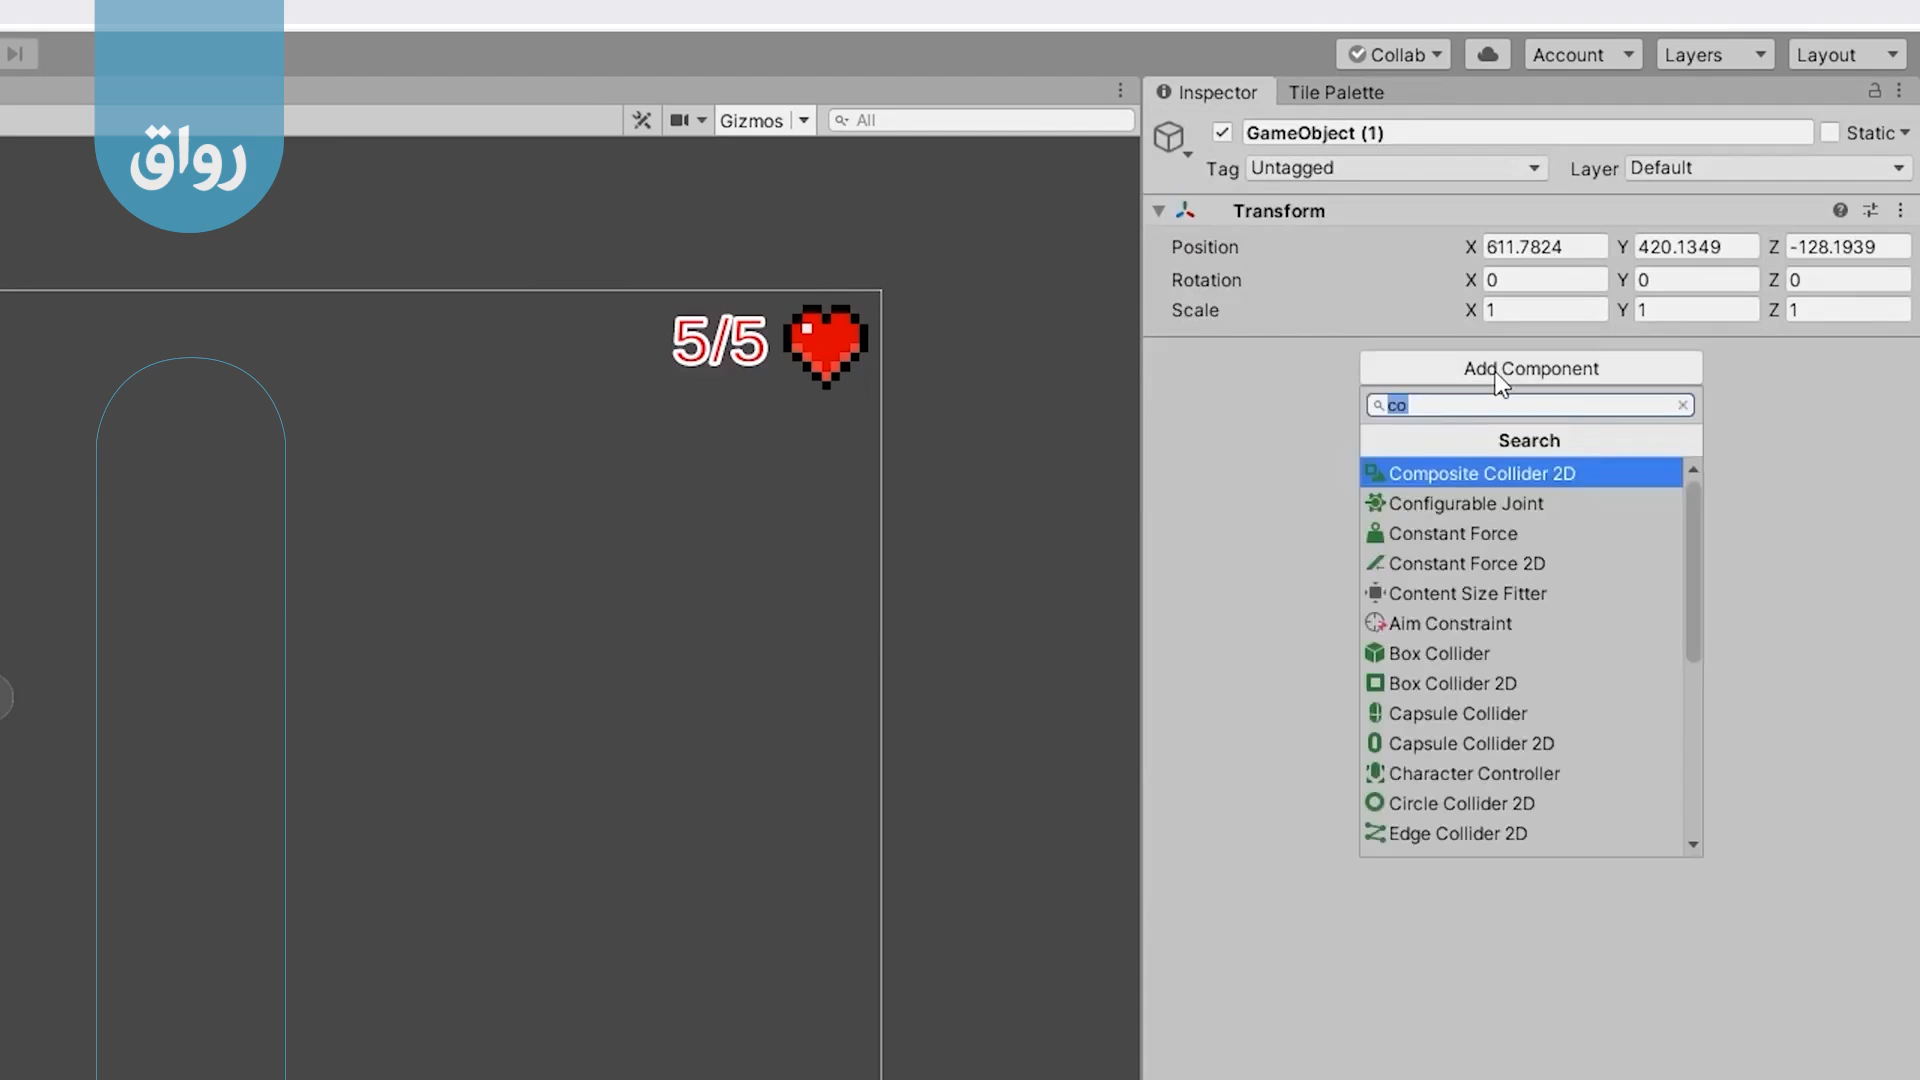 Collab
Account
Layers
Layout
Inspector
Tile Palette
Gizmos
All
رواق
GameObject (1)
Static
Tag Untagged
Layer Default
Transform
Position X 611.7824 Y 420.1349 Z -128.1939
Rotation X 0 Y 0 Z 0
Scale X 1 Y 1 Z 1
5/5
Add Component
co
Search
Composite Collider 2D
Configurable Joint
Constant Force
Constant Force 2D
Content Size Fitter
Aim Constraint
Box Collider
Box Collider 2D
Capsule Collider
Capsule Collider 2D
Character Controller
Circle Collider 2D
Edge Collider 2D